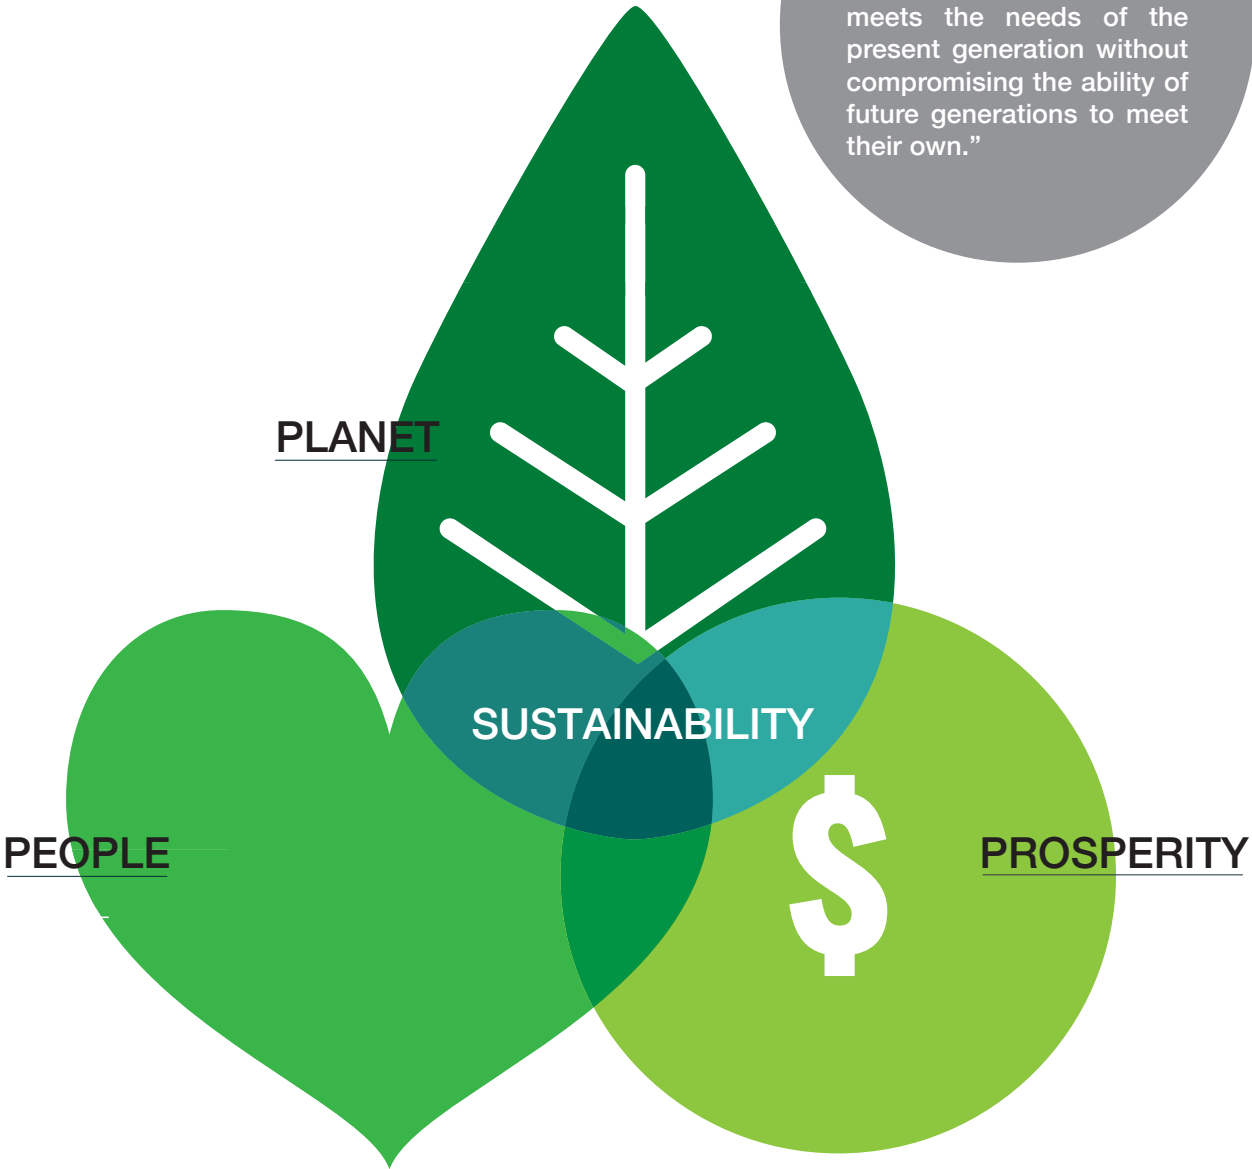 meets the needs of the
present generation without
compromising the ability of
future generations to meet
their own.”
PLANET
SUSTAINABILITY
$
PEOPLE
PROSPERITY